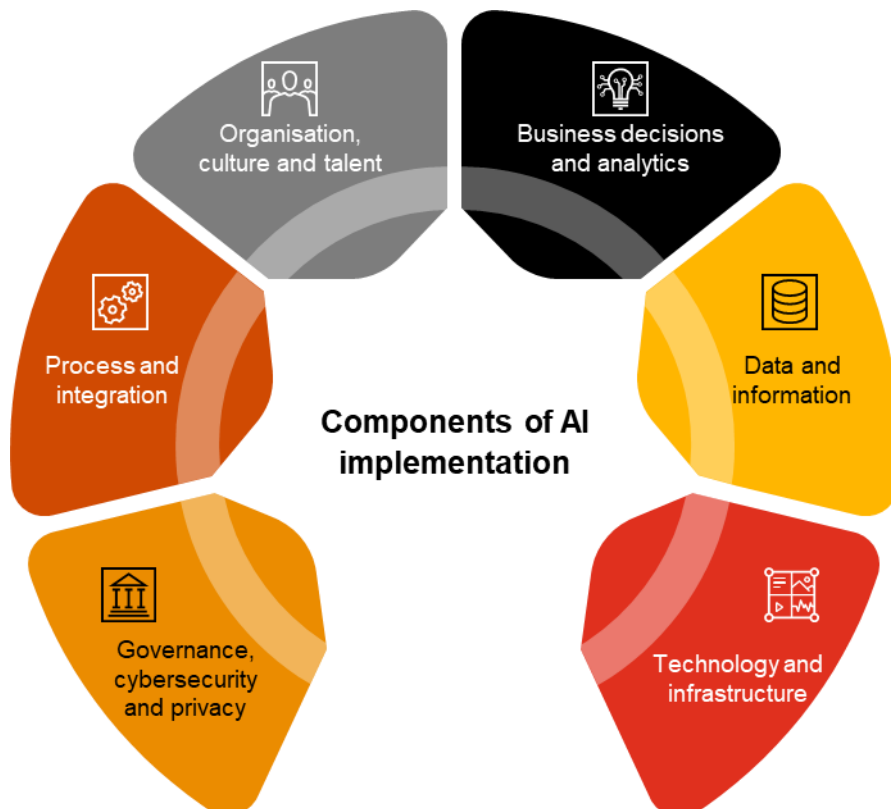 Organisation,
culture and talent
Business decisions
and analytics
Process and
integration
Data and
information
Components of AI
implementation
Governance,
cybersecurity
and privacy
Technology and
infrastructure